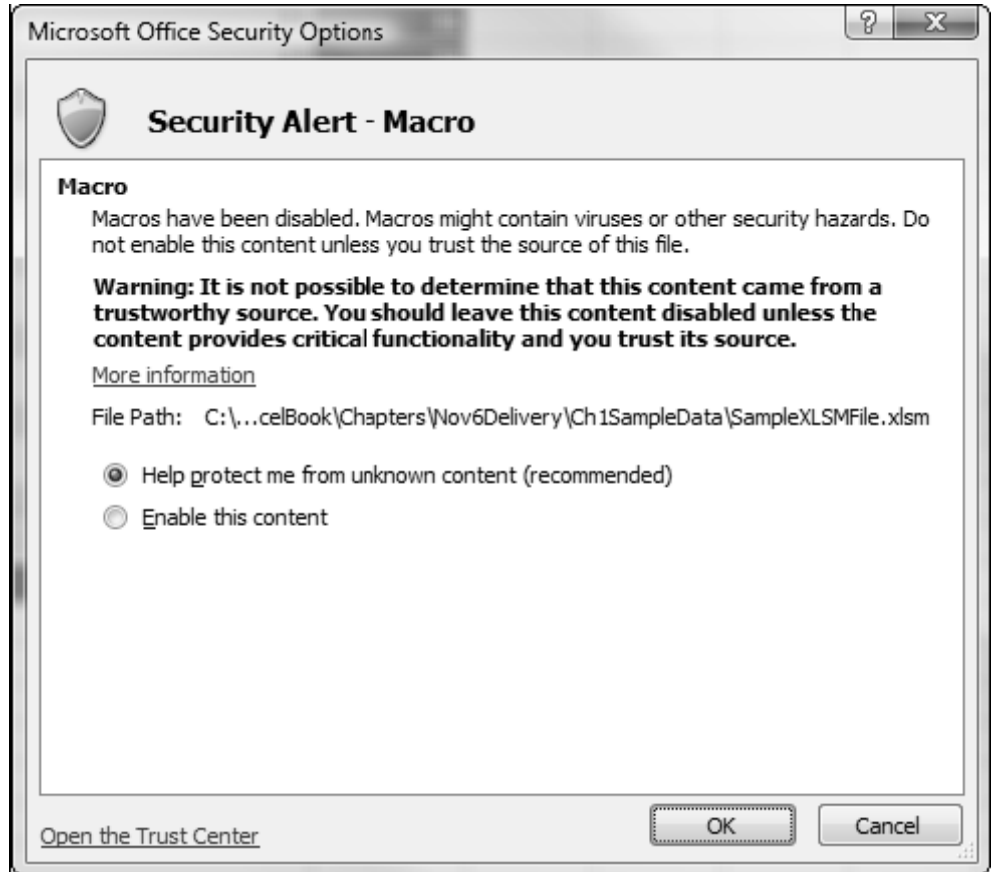 Microsoft Office Security Options
Security Alert - Macro
Macro
Macros have been disabled. Macros might contain viruses or other security hazards. Do
not enable this content unless you trust the source of this file.
Warning: It is not possible to determine that this content came from a
trustworthy source. You should leave this content disabled unless the
content provides critical functionality and you trust its source.
More information
File Path: C:\...celBook\Chapters\Nov6Delivery\Ch1SampleData\SampleXLSMFile.xlsm
Help protect me from unknown content (recommended)
Enable this content
Open the Trust Center
OK
Cancel